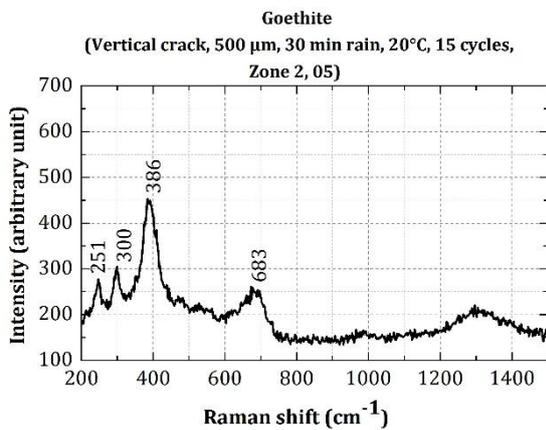 Goethite
(Vertical crack, 500 µm, 30 min rain, 20°C, 15 cycles,
Zone 2, 05)
Intensity (arbitrary unit)
700
600
500
400
300
200
100
251
300
386
683
200 400 600 800 1000 1200 1400
Raman shift (cm⁻¹)